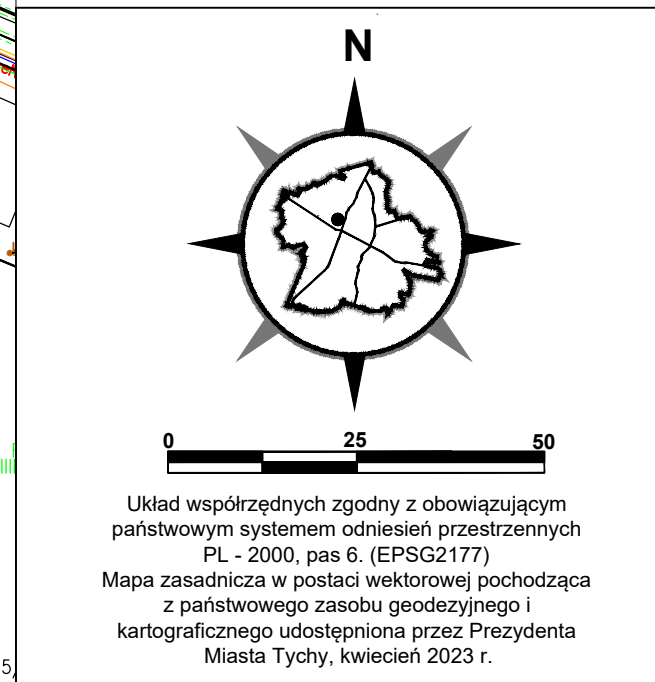 N
0 25 50
Układ współrzędnych zgodny z obowiązującym
państwowym systemem odniesień przestrzennych
PL - 2000, pas 6. (EPSG2177)
Mapa zasadnicza w postaci wektorowej pochodząca
z państwowego zasobu geodezyjnego i
kartograficznego udostępniona przez Prezydenta
Miasta Tychy, kwiecień 2023 r.
5,